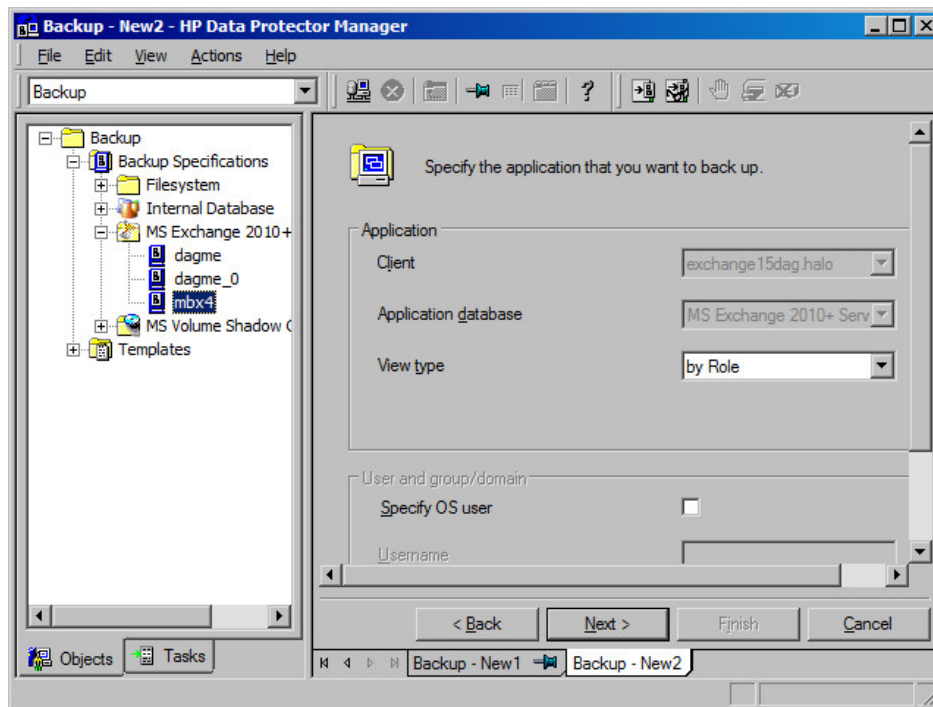 Backup - New2 - HP Data Protector Manager
File Edit View Actions Help
Backup
Backup
Backup Specifications
Filesystem
Internal Database
MS Exchange 2010+
dagme
dagme_0
mbx4
MS Volume Shadow
Templates
Objects
Tasks
Specify the application that you want to back up.
Application
Client
exchange15dag.halo
Application database
MS Exchange 2010+ Serv
View type
by Role
User and group/domain
Specify OS user
Username
< Back
Next >
Finish
Cancel
Backup - New1
Backup - New2